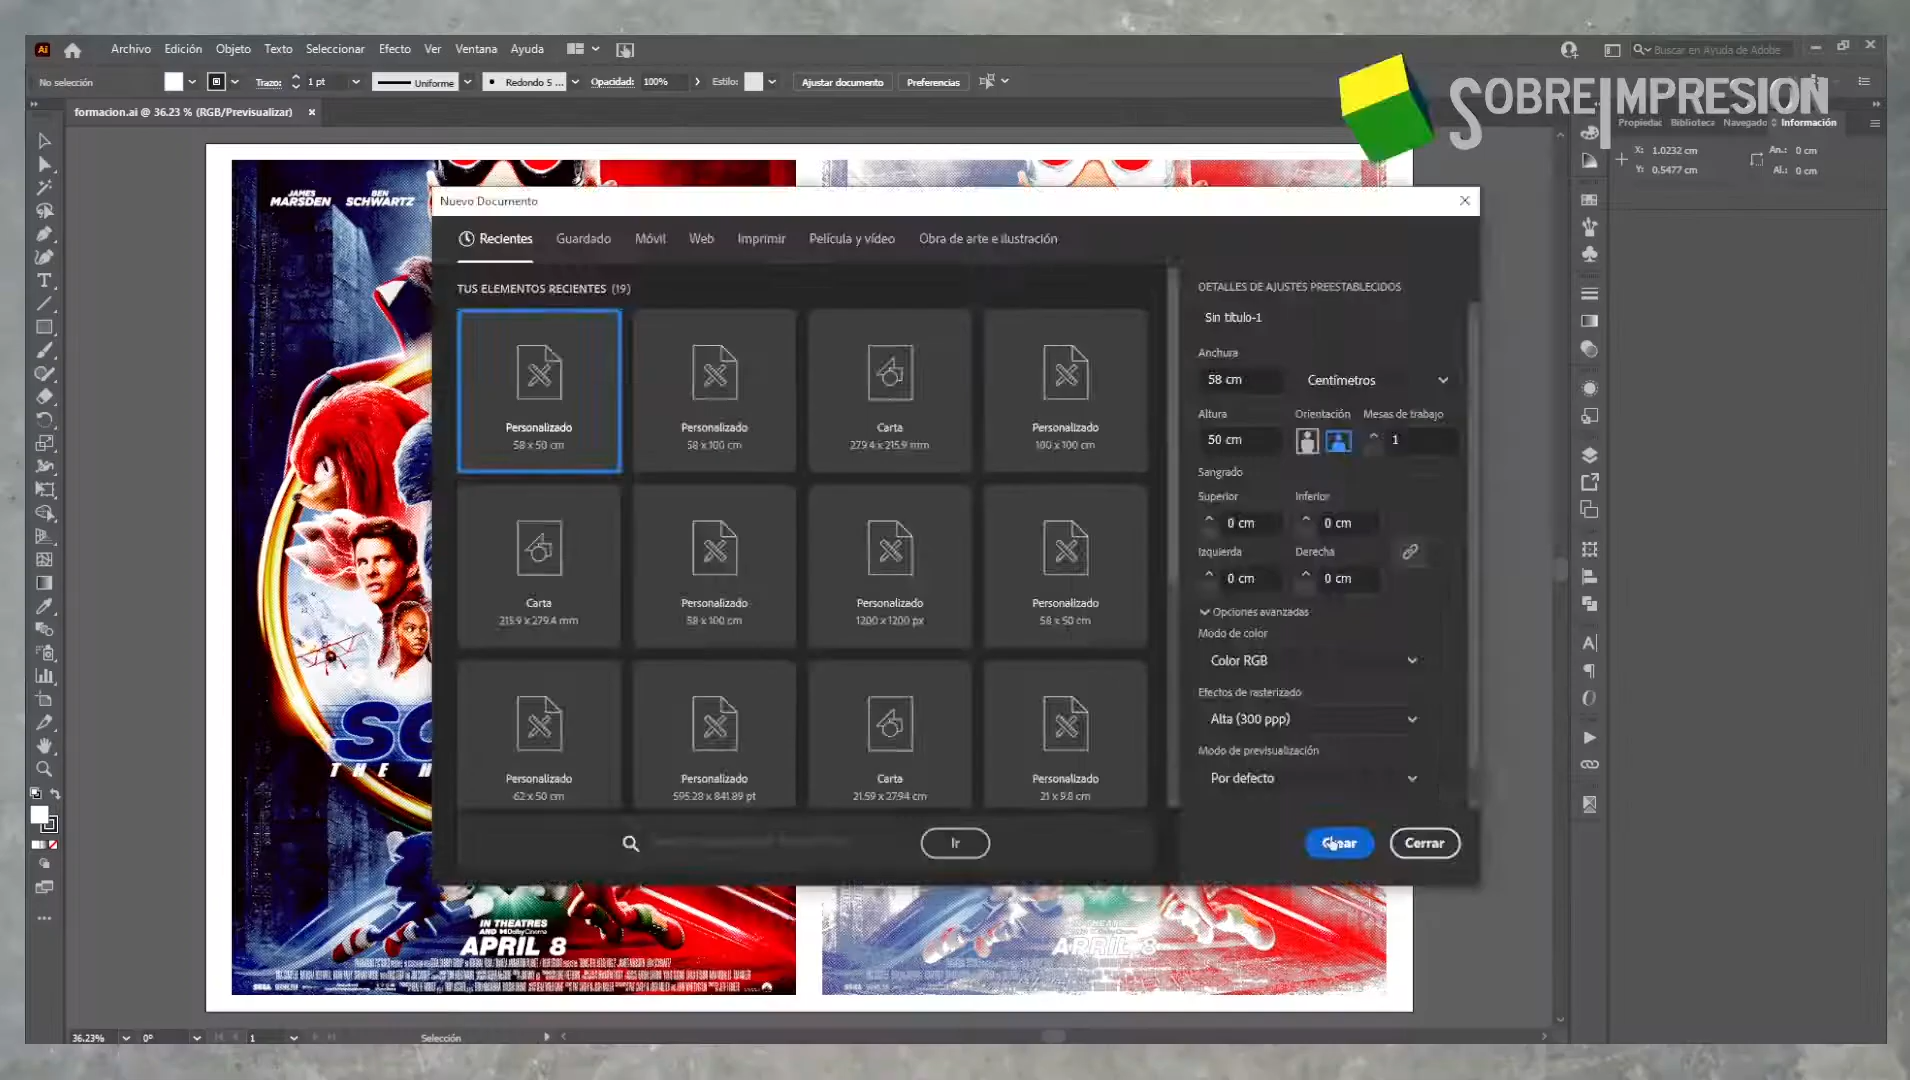 Ai
Archivo Edición Objeto Texto Seleccionar Efecto Ver Ventana Ayuda
Buscar en Ayuda de Adobe
No selección
Trazo: 1 pt
Uniforme
Redondo 5 ...
Opacidad: 100%
Estilo:
Ajustar documento
Preferencias
SOBREIMPRESION
formacion.ai @ 36.23 % (RGB/Previsualizar)
Propiedac Biblioteca Navegado Información
X: 1.0232 cm
Y: 0.5477 cm
An.: 0 cm
Al.: 0 cm
JAMES MARSDEN
BEN SCHWARTZ
Nuevo Documento
Recientes Guardado Móvil Web Imprimir Película y vídeo Obra de arte e ilustración
TUS ELEMENTOS RECIENTES (19)
Personalizado
58 x 50 cm
Personalizado
58 x 100 cm
Carta
279.4 x 215.9 mm
Personalizado
100 x 100 cm
Carta
215.9 x 279.4 mm
Personalizado
58 x 100 cm
Personalizado
1200 x 1200 px
Personalizado
58 x 50 cm
Personalizado
62 x 50 cm
Personalizado
595.28 x 841.89 pt
Carta
21.59 x 27.94 cm
Personalizado
21 x 9.8 cm
Ir
DETALLES DE AJUSTES PREESTABLECIDOS
Sin título-1
Anchura
58 cm
Centímetros
Altura Orientación Mesas de trabajo
50 cm
1
Sangrado
Superior Inferior
0 cm 0 cm
Izquierda Derecha
0 cm 0 cm
Opciones avanzadas
Modo de color
Color RGB
Efectos de rasterizado
Alta (300 ppp)
Modo de previsualización
Por defecto
Crear
Cerrar
SO
THE H
IN THEATRES
AND Dolby Cinema
APRIL 8
SEGA
APRIL 8
36.23% 0° 1 Selección